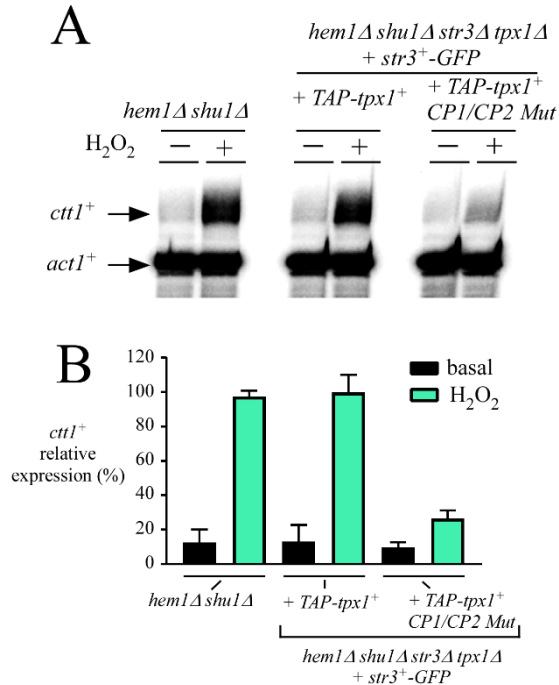 A
hem1Δ shu1Δ str3Δ tpx1Δ
+ str3⁺-GFP
+ TAP-tpx1⁺
+ TAP-tpx1⁺
CP1/CP2 Mut
hem1Δ shu1Δ
H₂O₂ − + − + − +
ctt1⁺
act1⁺
B
basal
H₂O₂
120
100
80
60
40
20
0
ctt1⁺
relative
expression (%)
hem1Δ shu1Δ
+ TAP-tpx1⁺
+ TAP-tpx1⁺
CP1/CP2 Mut
hem1Δ shu1Δ str3Δ tpx1Δ
+ str3⁺-GFP